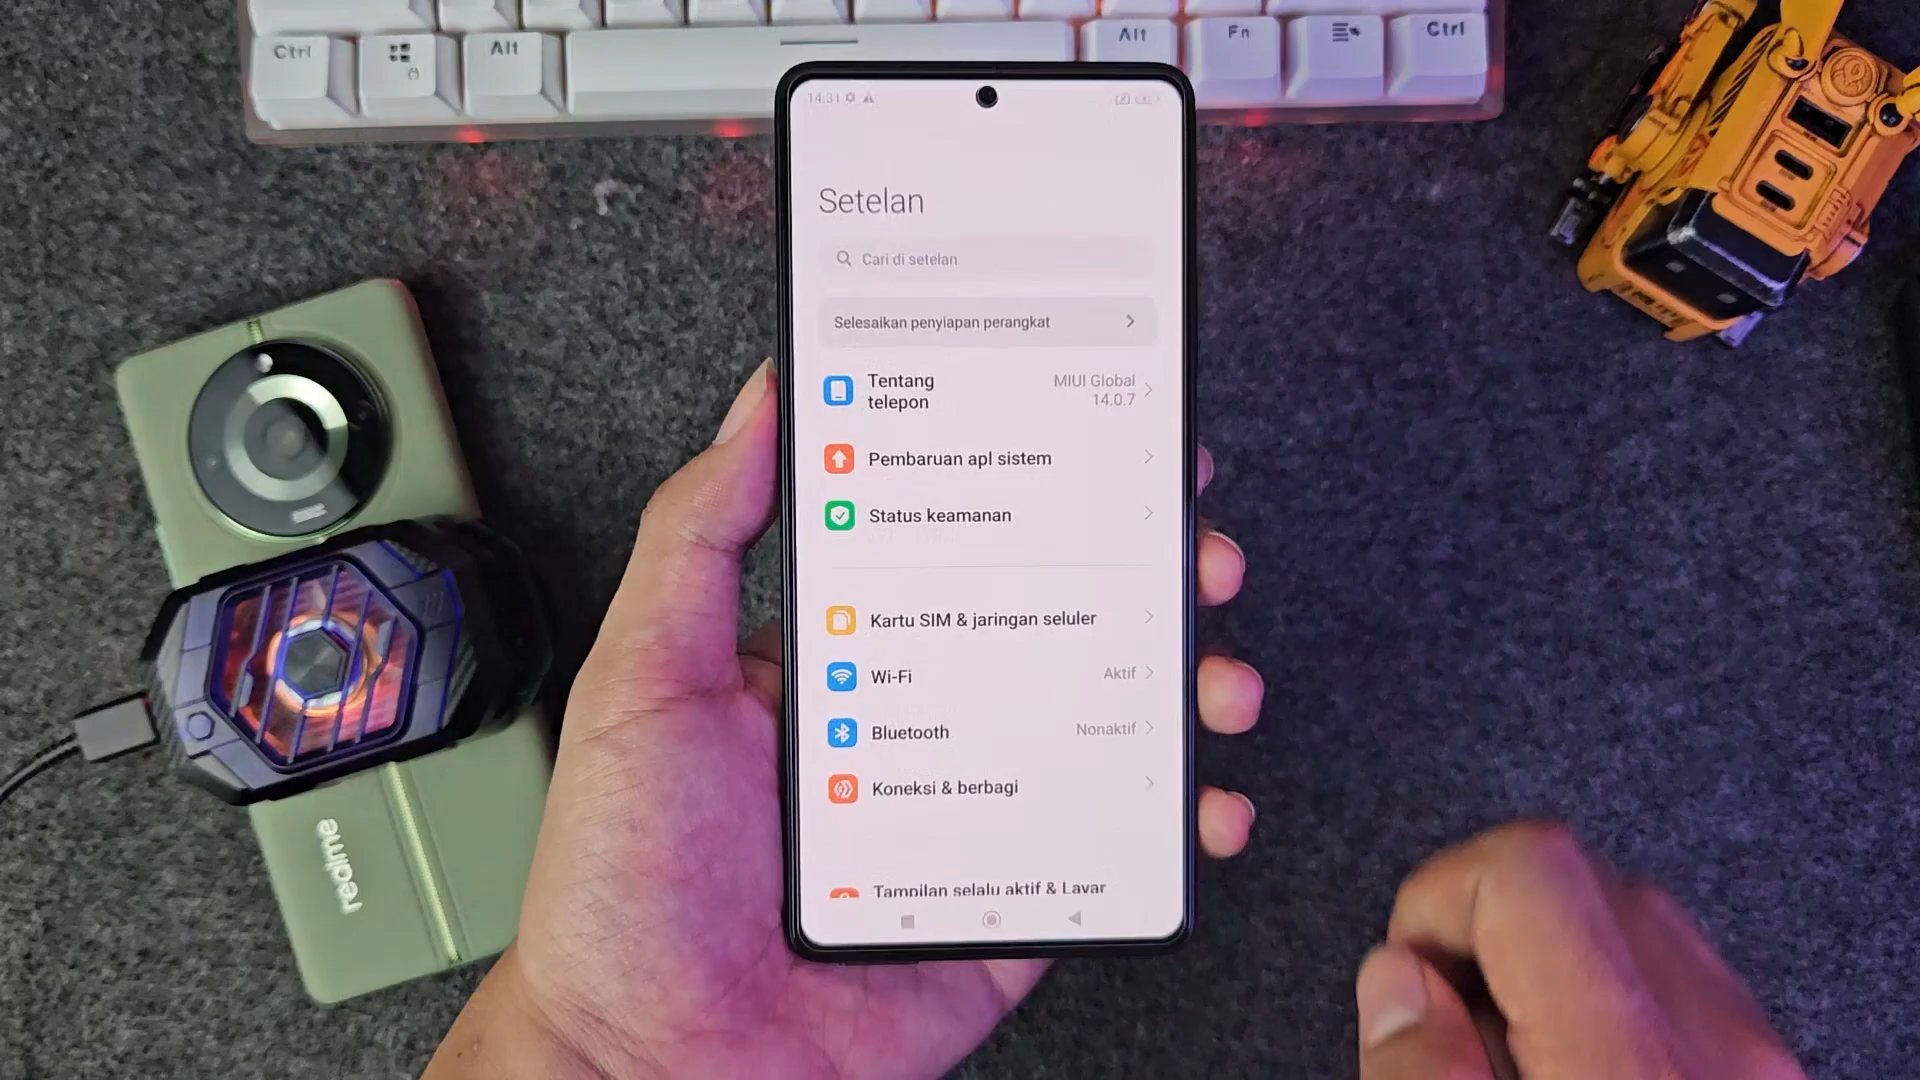 Ctrl
Alt
Alt
Fn
Ctrl
14:31
Setelan
Cari di setelan
Selesaikan penyiapan perangkat
Tentang telepon
MIUI Global 14.0.7
Pembaruan apl sistem
Status keamanan
Kartu SIM & jaringan seluler
Wi-Fi
Aktif
Bluetooth
Nonaktif
Koneksi & berbagi
Tampilan selalu aktif & Layar
realme